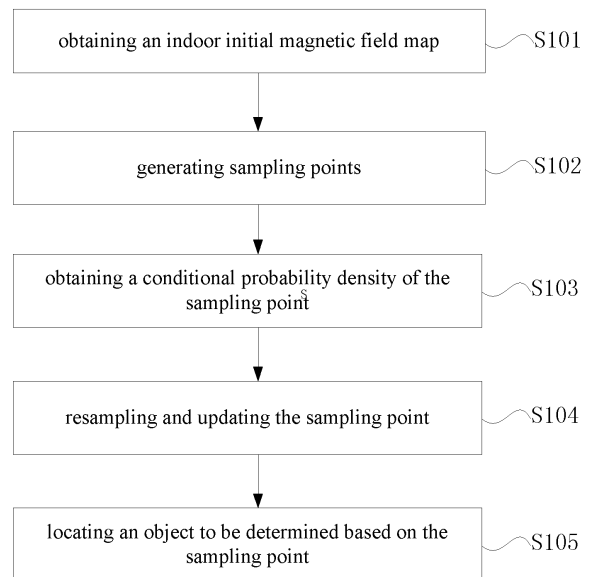 obtaining an indoor initial magnetic field map
S101
generating sampling points
S102
obtaining a conditional probability density of the
sampling point
s
S103
resampling and updating the sampling point
S104
locating an object to be determined based on the
sampling point
S105